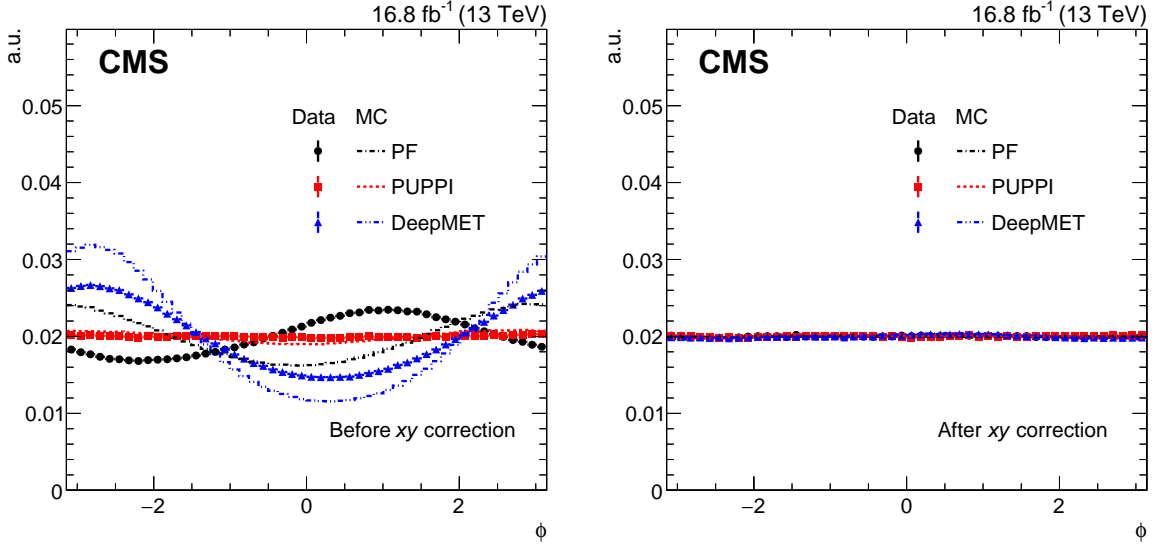 16.8 fb⁻¹ (13 TeV)
a.u.
CMS
Data MC
PF
PUPPI
DeepMET
Before xy correction
0.05
0.04
0.03
0.02
0.01
0
−2 0 2
ϕ
16.8 fb⁻¹ (13 TeV)
a.u.
CMS
Data MC
PF
PUPPI
DeepMET
After xy correction
0.05
0.04
0.03
0.02
0.01
0
−2 0 2
ϕ